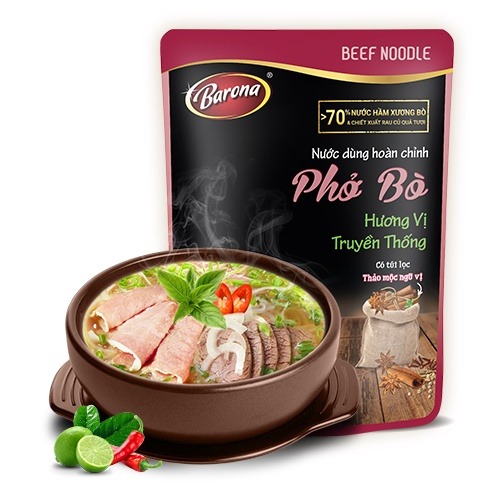 BEEF NOODLE
Barona®
>70% NƯỚC HẦM XƯƠNG BÒ
& CHIẾT XUẤT RAU CỦ QUẢ TƯƠI
Nước dùng hoàn chỉnh
Phở Bò
Hương Vị
Truyền Thống
Có túi lọc
Thảo mộc ngũ vị